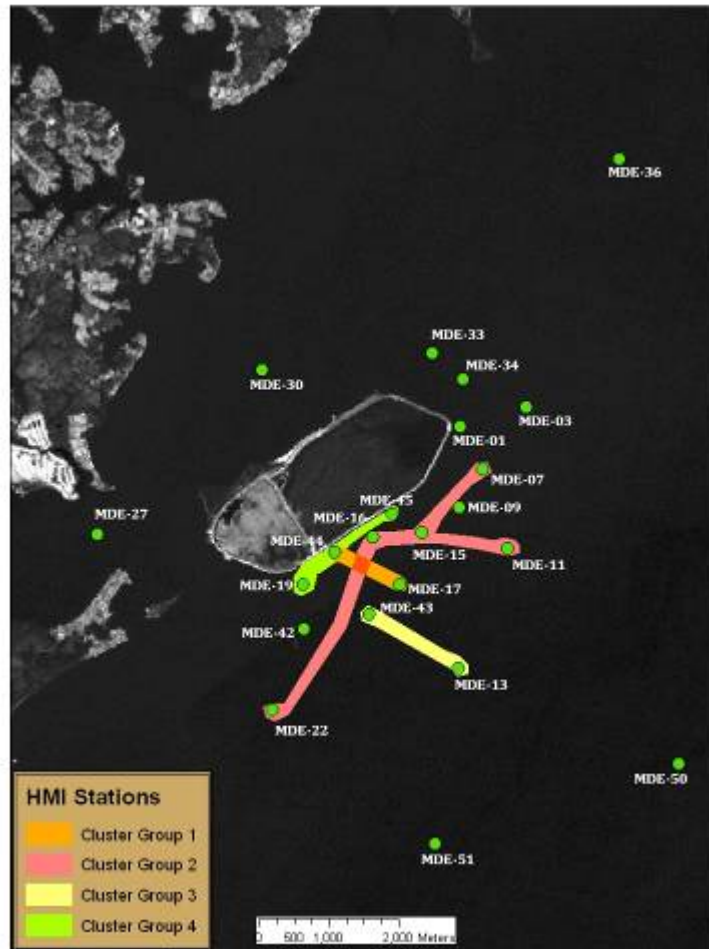 MDE-36
MDE-33
MDE-34
MDE-30
MDE-03
MDE-01
MDE-07
MDE-45
MDE-09
MDE-16
MDE-27
MDE-44
MDE-15
MDE-11
MDE-19
MDE-17
MDE-43
MDE-42
MDE-13
MDE-22
MDE-50
MDE-51
HMI Stations
Cluster Group 1
Cluster Group 2
Cluster Group 3
Cluster Group 4
0 500 1,000 2,000 Meters